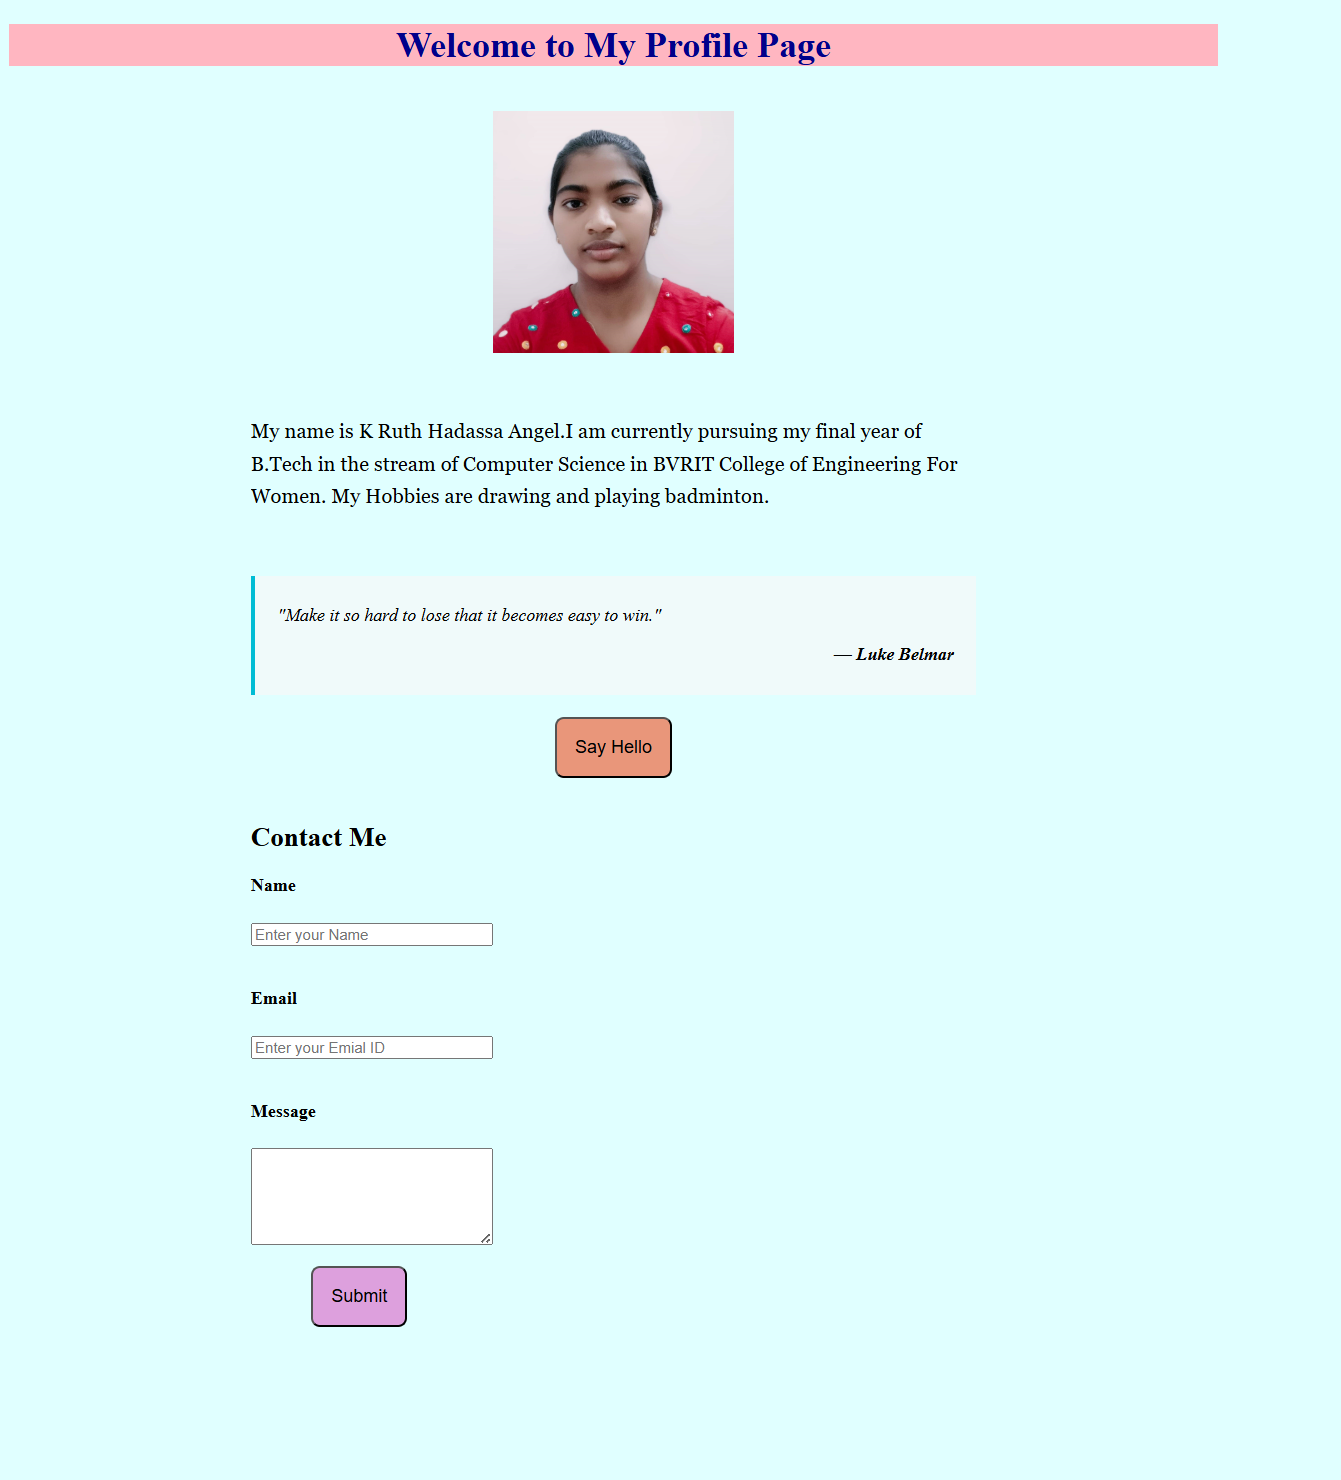 Welcome to My Profile Page
My name is K Ruth Hadassa Angel.I am currently pursuing my final year of
B.Tech in the stream of Computer Science in BVRIT College of Engineering For
Women. My Hobbies are drawing and playing badminton.
"Make it so hard to lose that it becomes easy to win."
— Luke Belmar
Say Hello
Contact Me
Name
Enter your Name
Email
Enter your Emial ID
Message
Submit